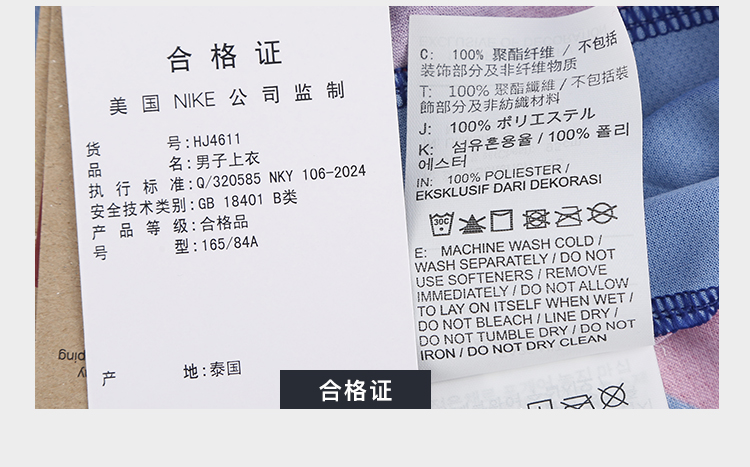 合格证
美国 NIKE 公司监制
货号:HJ4611
品名:男子上衣
执行标准:Q/320585 NKY 106-2024
安全技术类别:GB 18401 B类
产品等级:合格品
号型:165/84A
产地:泰国
C: 100% 聚酯纤维 / 不包括
装饰部分及非纤维物质
T: 100% 聚酯纖維 / 不包括裝
飾部分及非紡織材料
J: 100% ポリエステル
K: 섬유혼용율 / 100% 폴리
에스터
IN: 100% POLIESTER /
EKSKLUSIF DARI DEKORASI
30C
E: MACHINE WASH COLD /
WASH SEPARATELY / DO NOT
USE SOFTENERS / REMOVE
IMMEDIATELY / DO NOT ALLOW
TO LAY ON ITSELF WHEN WET /
DO NOT BLEACH / LINE DRY /
DO NOT TUMBLE DRY / DO NOT
IRON / DO NOT DRY CLEAN
合格证